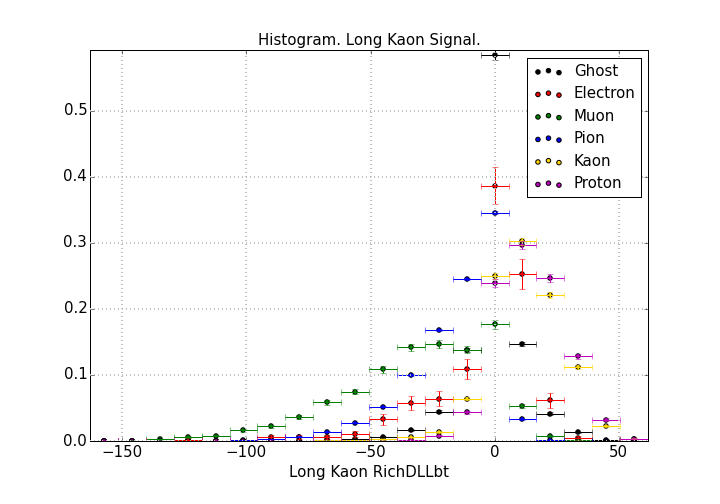 Histogram. Long Kaon Signal.
Ghost
Electron
Muon
Pion
Kaon
Proton
0.5
0.4
0.3
0.2
0.1
0.0
−150 −100 −50 0 50
Long Kaon RichDLLbt